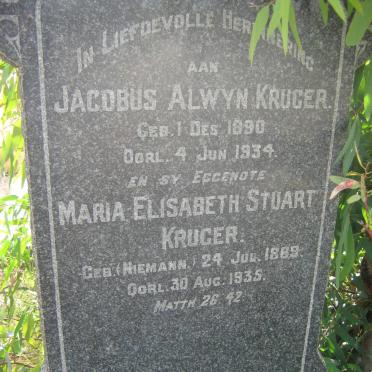 IN LIEFDEVOLLE HERINNERING
AAN
JACOBUS ALWYN KRUGER.
GEB. 1 DES 1890
OORL. 4 JUN 1934.
EN SY EGGENOTE
MARIA ELISABETH STUART
KRUGER.
GEB. (NIEMANN.) 24 JUL. 1889.
OORL. 30 AUG. 1935.
MATTH 26. 42